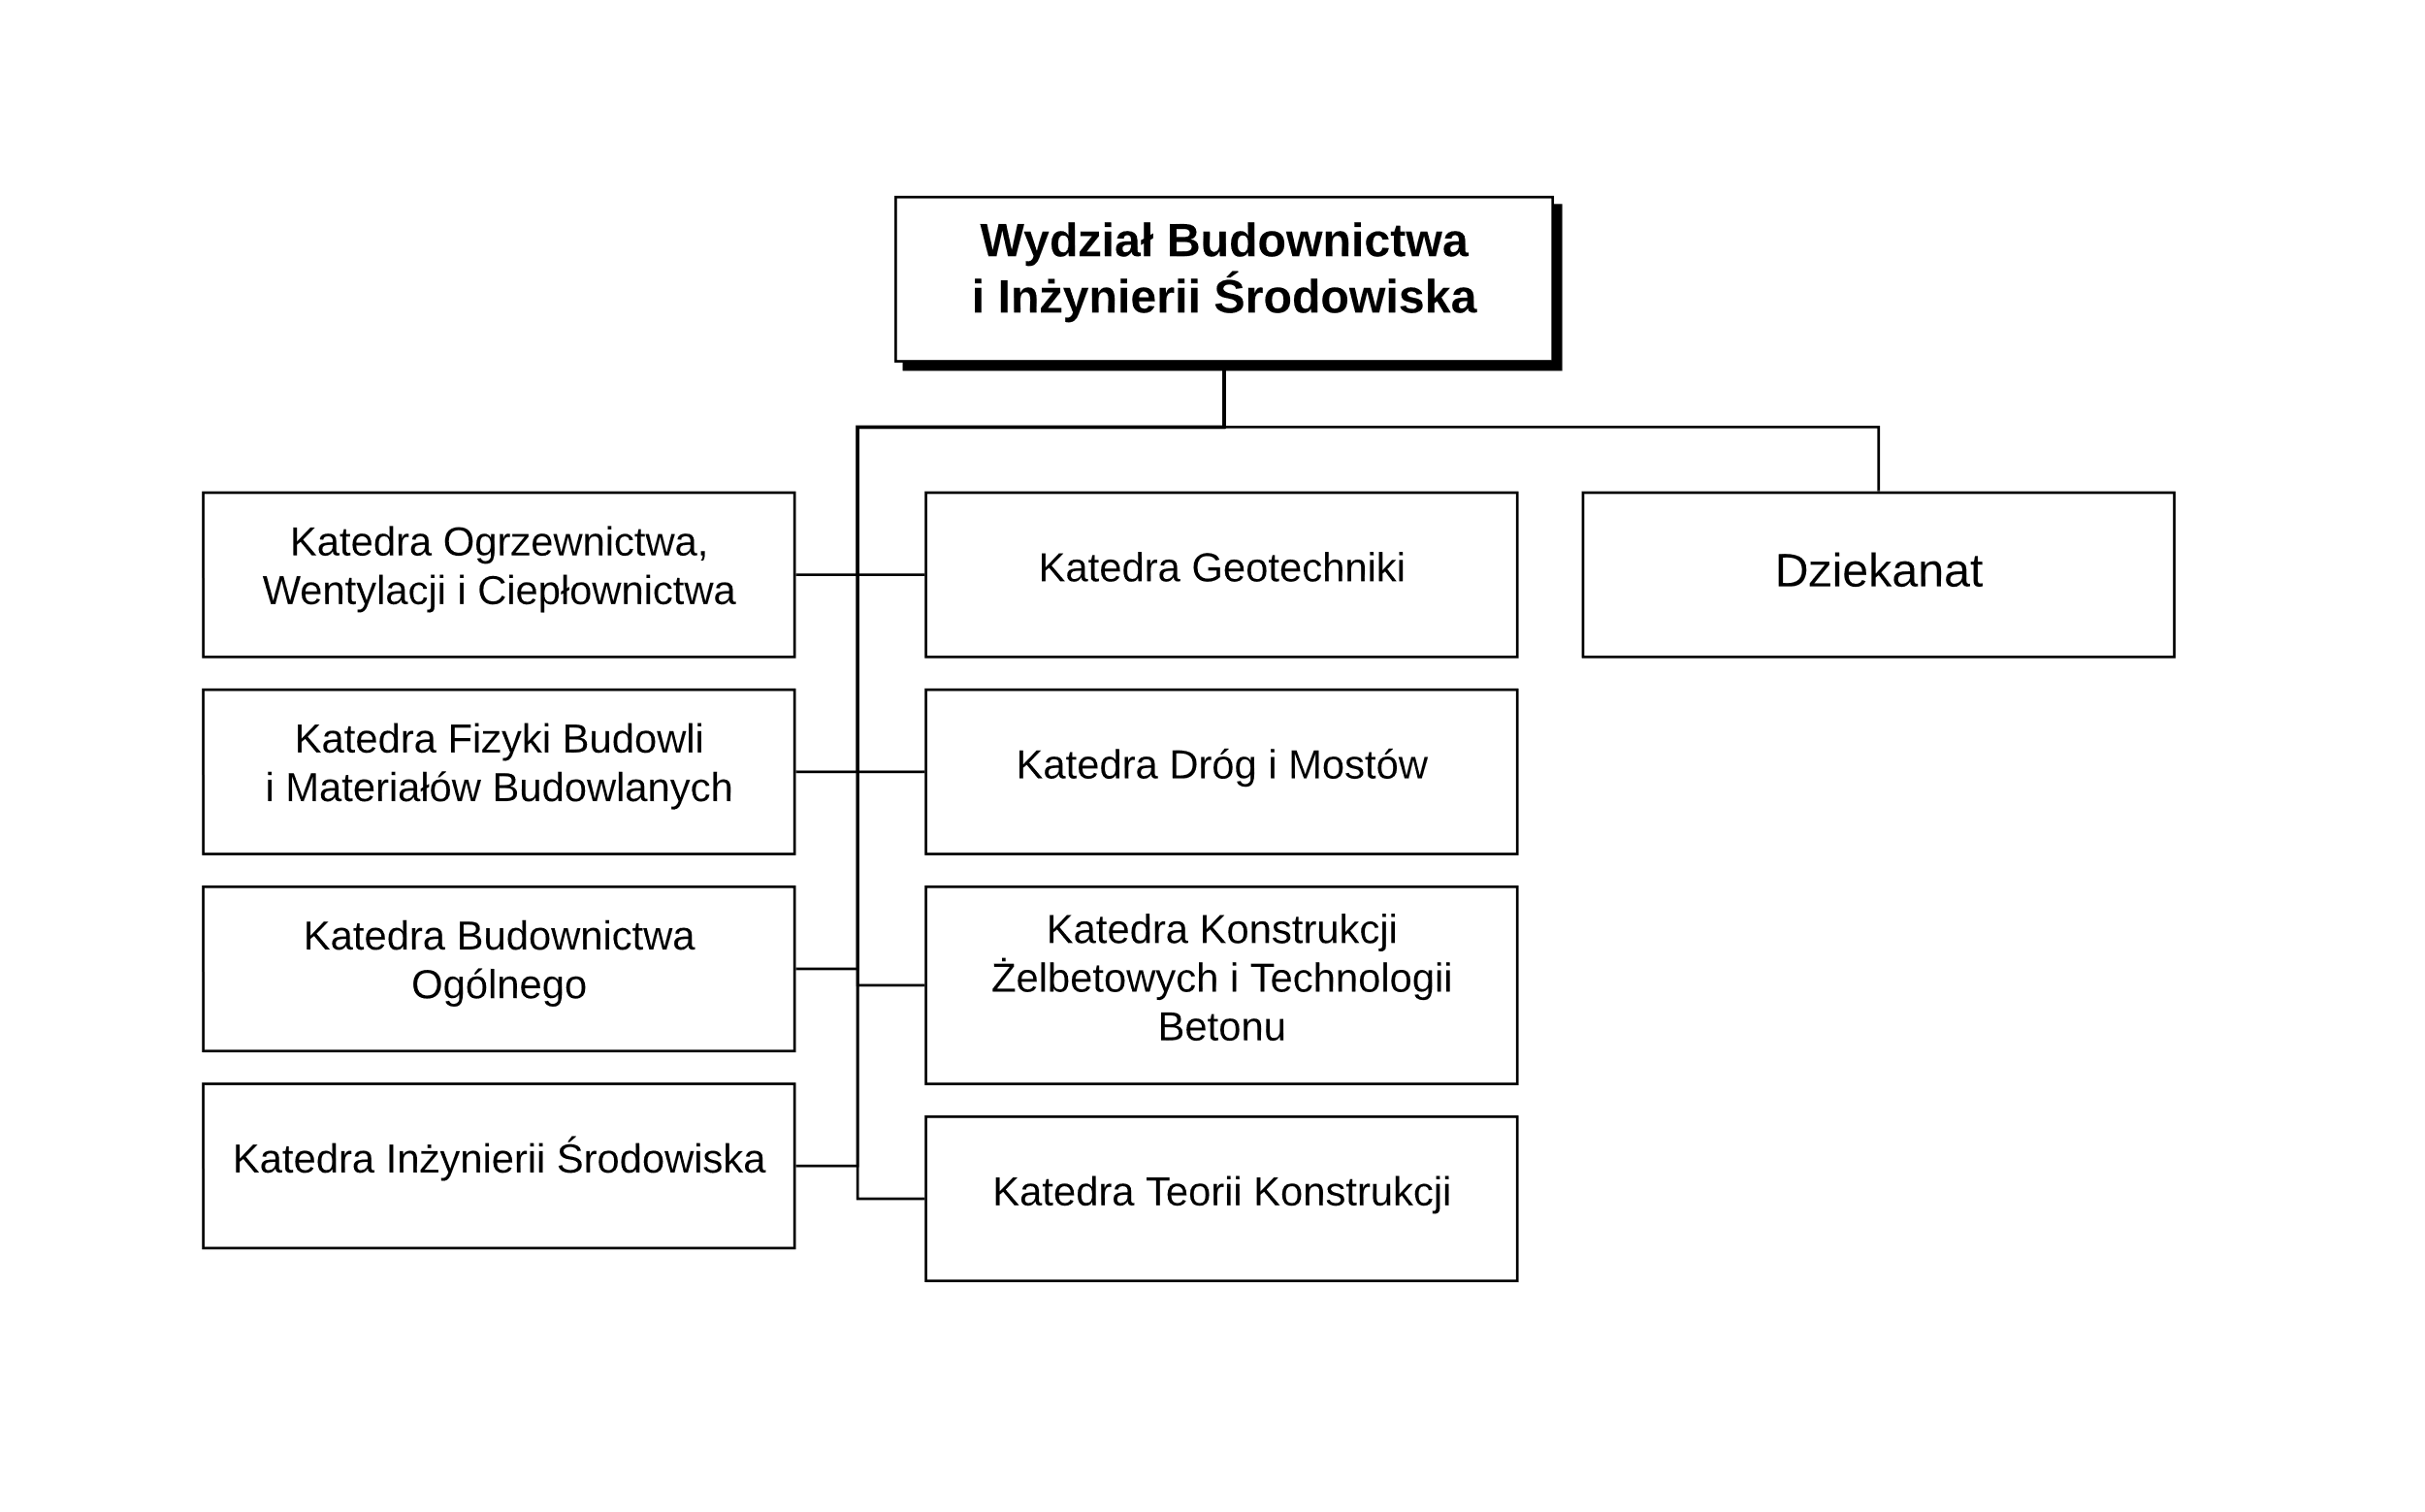 Wydział Budownictwa
i Inżynierii Środowiska
Katedra Ogrzewnictwa,
Wentylacji i Ciepłownictwa
Katedra Geotechniki
Dziekanat
Katedra Fizyki Budowli
i Materiałów Budowlanych
Katedra Dróg i Mostów
Katedra Budownictwa
Ogólnego
Katedra Konstrukcji
Żelbetowych i Technologii
Betonu
Katedra Inżynierii Środowiska
Katedra Teorii Konstrukcji